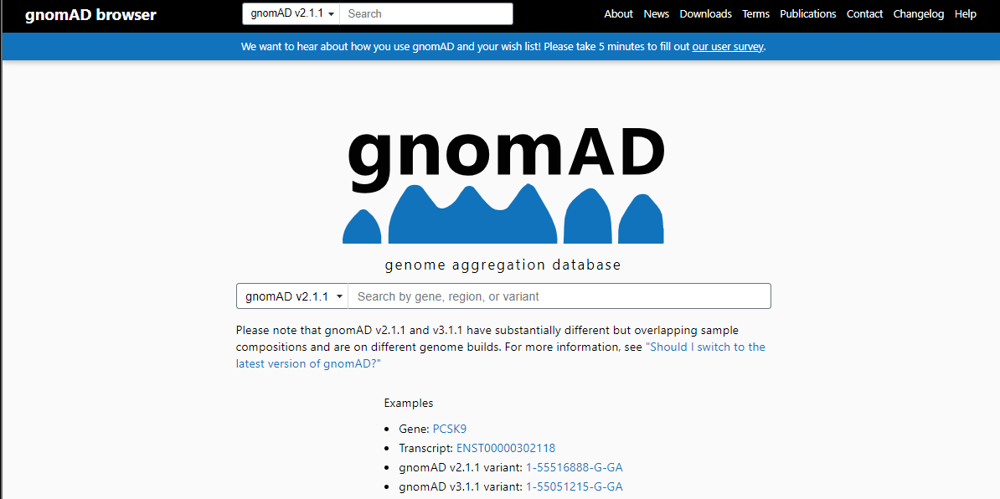 gnomAD browser
gnomAD v2.1.1 Search
About News Downloads Terms Publications Contact Changelog Help
We want to hear about how you use gnomAD and your wish list! Please take 5 minutes to fill out our user survey.
gnomAD
genome aggregation database
gnomAD v2.1.1 Search by gene, region, or variant
Please note that gnomAD v2.1.1 and v3.1.1 have substantially different but overlapping sample
compositions and are on different genome builds. For more information, see "Should I switch to the
latest version of gnomAD?"
Examples
• Gene: PCSK9
• Transcript: ENST00000302118
• gnomAD v2.1.1 variant: 1-55516888-G-GA
• gnomAD v3.1.1 variant: 1-55051215-G-GA